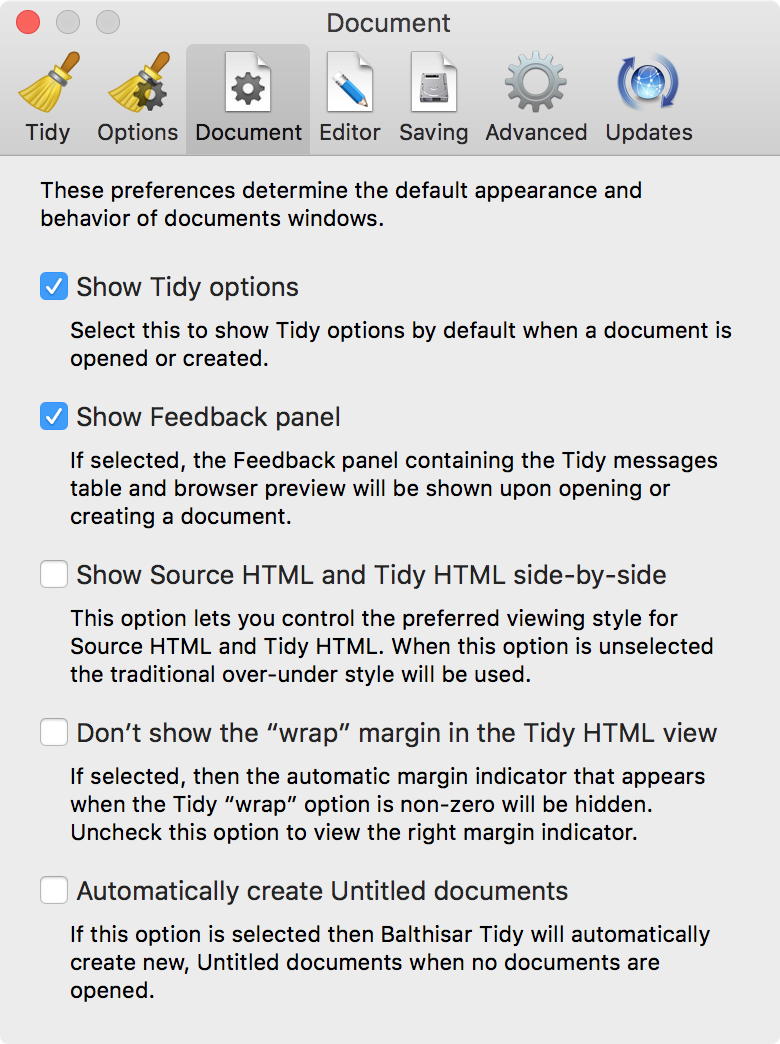 Document
Tidy Options Document Editor Saving Advanced Updates
These preferences determine the default appearance and
behavior of documents windows.
Show Tidy options
Select this to show Tidy options by default when a document is
opened or created.
Show Feedback panel
If selected, the Feedback panel containing the Tidy messages
table and browser preview will be shown upon opening or
creating a document.
Show Source HTML and Tidy HTML side-by-side
This option lets you control the preferred viewing style for
Source HTML and Tidy HTML. When this option is unselected
the traditional over-under style will be used.
Don’t show the “wrap” margin in the Tidy HTML view
If selected, then the automatic margin indicator that appears
when the Tidy “wrap” option is non-zero will be hidden.
Uncheck this option to view the right margin indicator.
Automatically create Untitled documents
If this option is selected then Balthisar Tidy will automatically
create new, Untitled documents when no documents are
opened.